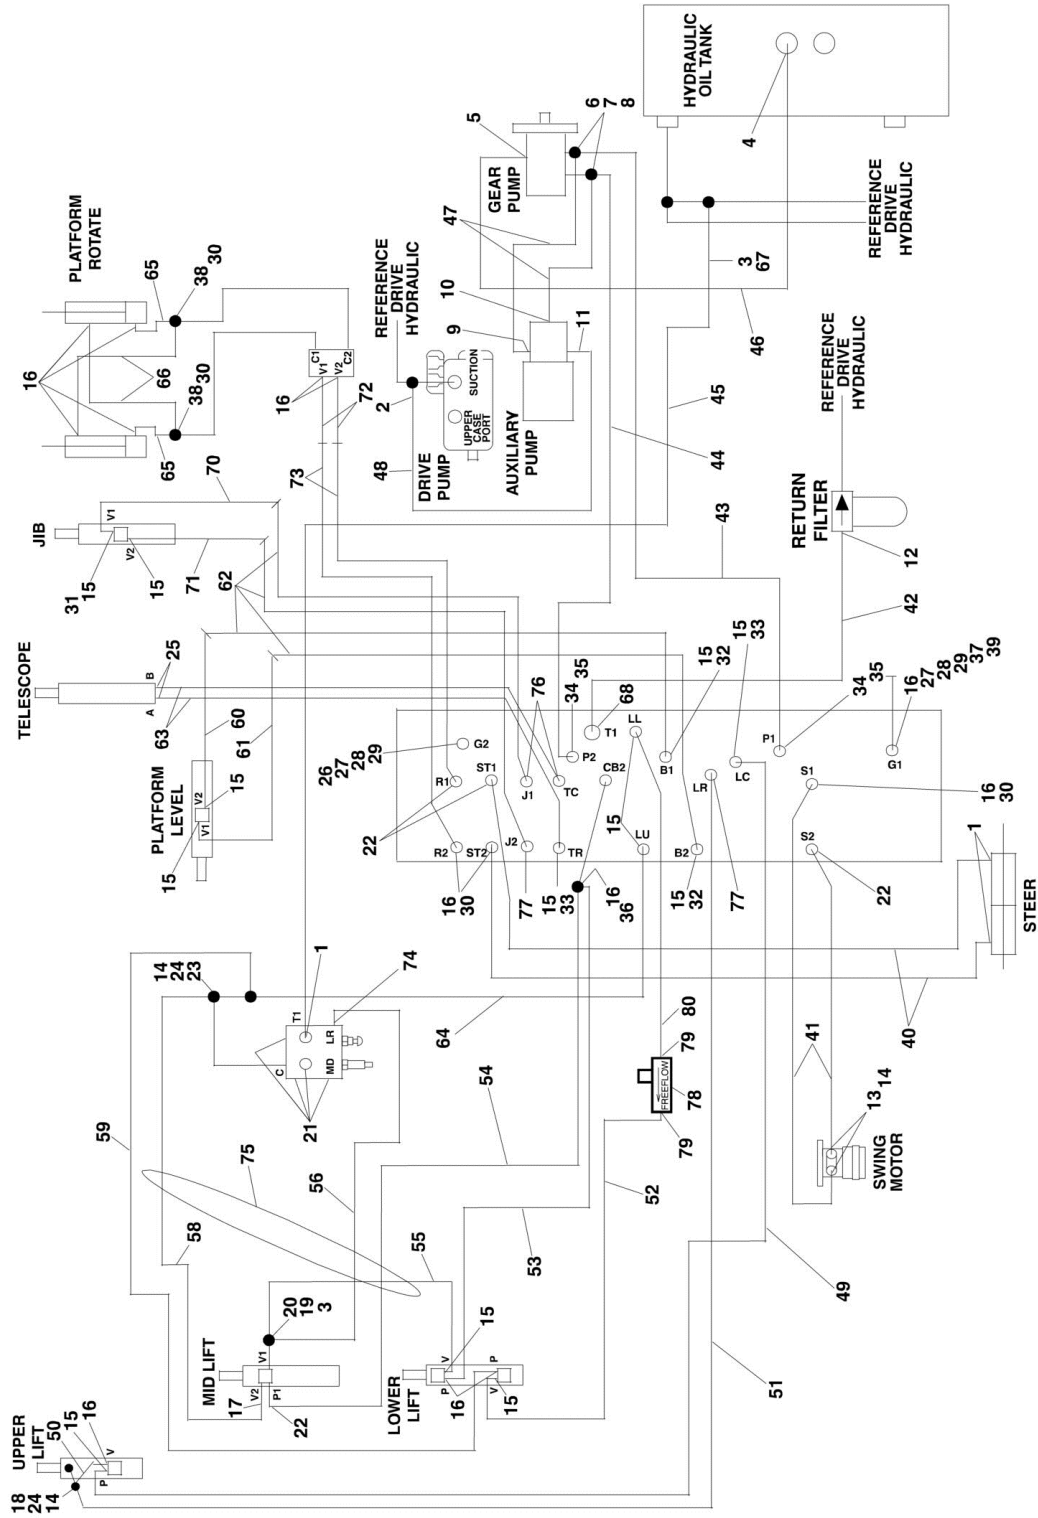 UPPER
LIFT
18
24
14
50
15
16
P
V
MID LIFT
17
V2
V1
P1
22
20
19
3
LOWER
LIFT
P
V
15
16
V
P
15
58
59
75
56
55
14
24
23
C
T1
MD
LR
21
1
74
64
54
53
52
51
49
79
FREEFLOW
78
79
80
SWING
MOTOR
13
14
41
40
STEER
1
PLATFORM
LEVEL
15
V1
V2
15
60
61
TELESCOPE
A
B
25
63
JIB
31
15
V1
V2
15
70
71
62
PLATFORM
ROTATE
16
66
65
38
30
65
38
30
C1
V1
V2
C2
16
72
73
REFERENCE
DRIVE
HYDRAULIC
2
48
DRIVE
PUMP
UPPER
CASE
PORT
SUCTION
AUXILIARY
PUMP
9
10
11
47
GEAR
PUMP
5
6
7
8
HYDRAULIC
OIL TANK
4
REFERENCE
DRIVE
HYDRAULIC
3
67
46
45
44
43
REFERENCE
DRIVE
HYDRAULIC
RETURN
FILTER
12
42
26
27
28
29
G2
R1
ST1
J1
TC
P2
T1
CB2
LL
R2
ST2
J2
TR
LU
B1
B2
LR
LC
P1
S1
S2
G1
22
16
30
77
15
33
16
36
76
34
35
68
15
15
32
15
32
15
33
77
34
35
16
27
28
29
37
39
16
30
22